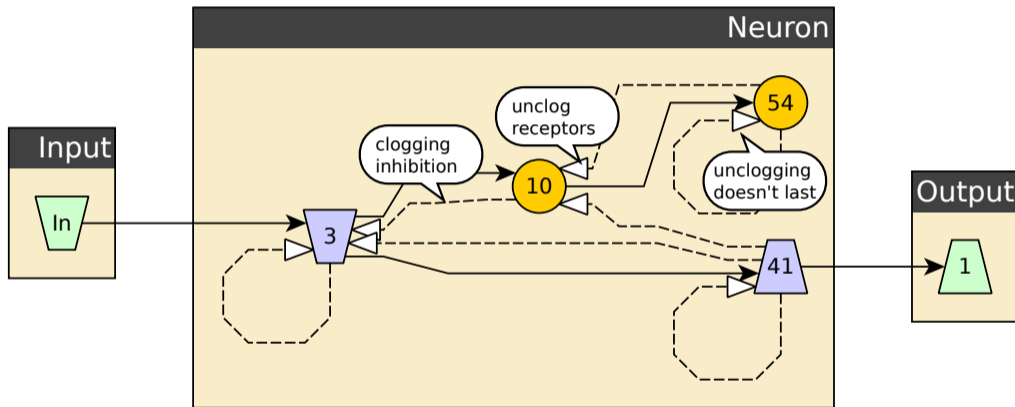 Neuron
Input
In
clogging
inhibition
unclog
receptors
54
10
unclogging
doesn't last
3
41
Output
1